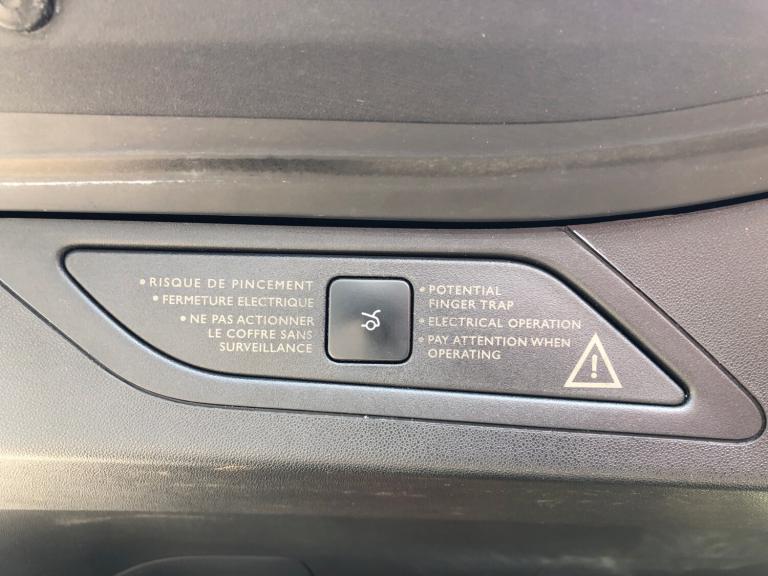 • RISQUE DE PINCEMENT
• FERMETURE ELECTRIQUE
• NE PAS ACTIONNER
LE COFFRE SANS
SURVEILLANCE
• POTENTIAL
FINGER TRAP
• ELECTRICAL OPERATION
• PAY ATTENTION WHEN
OPERATING